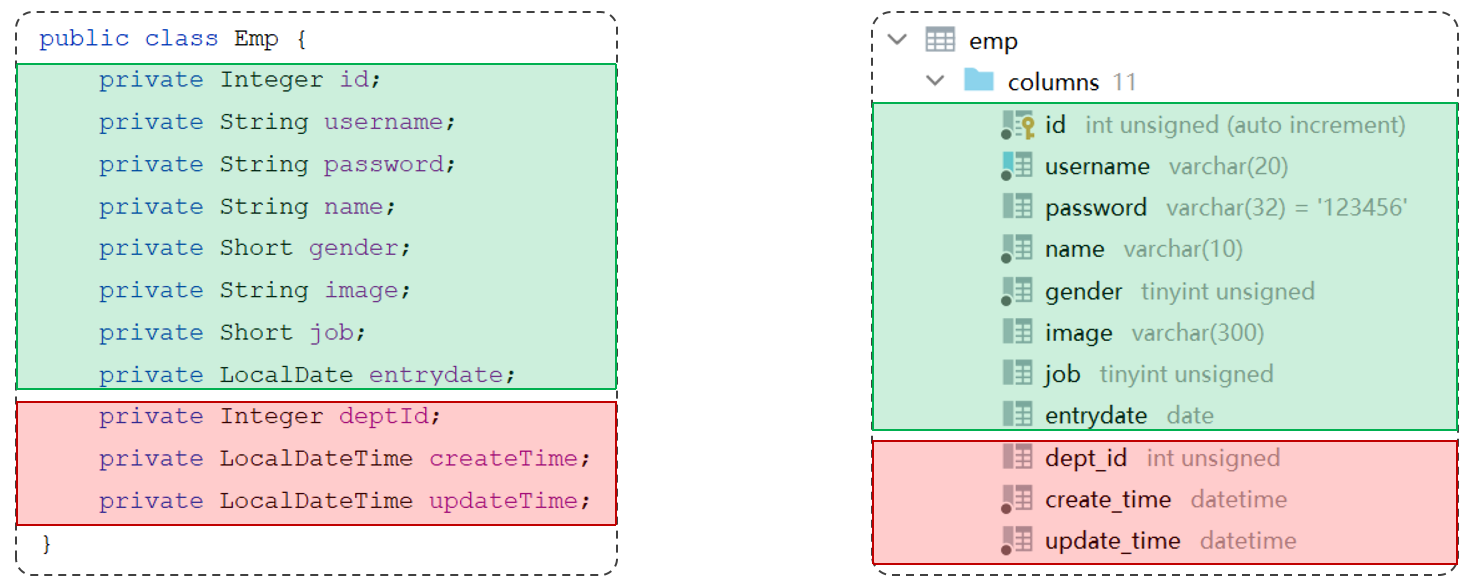 public class Emp {
private Integer id;
private String username;
private String password;
private String name;
private Short gender;
private String image;
private Short job;
private LocalDate entrydate;
private Integer deptId;
private LocalDateTime createTime;
private LocalDateTime updateTime;
}
emp
columns 11
id int unsigned (auto increment)
username varchar(20)
password varchar(32) = '123456'
name varchar(10)
gender tinyint unsigned
image varchar(300)
job tinyint unsigned
entrydate date
dept_id int unsigned
create_time datetime
update_time datetime